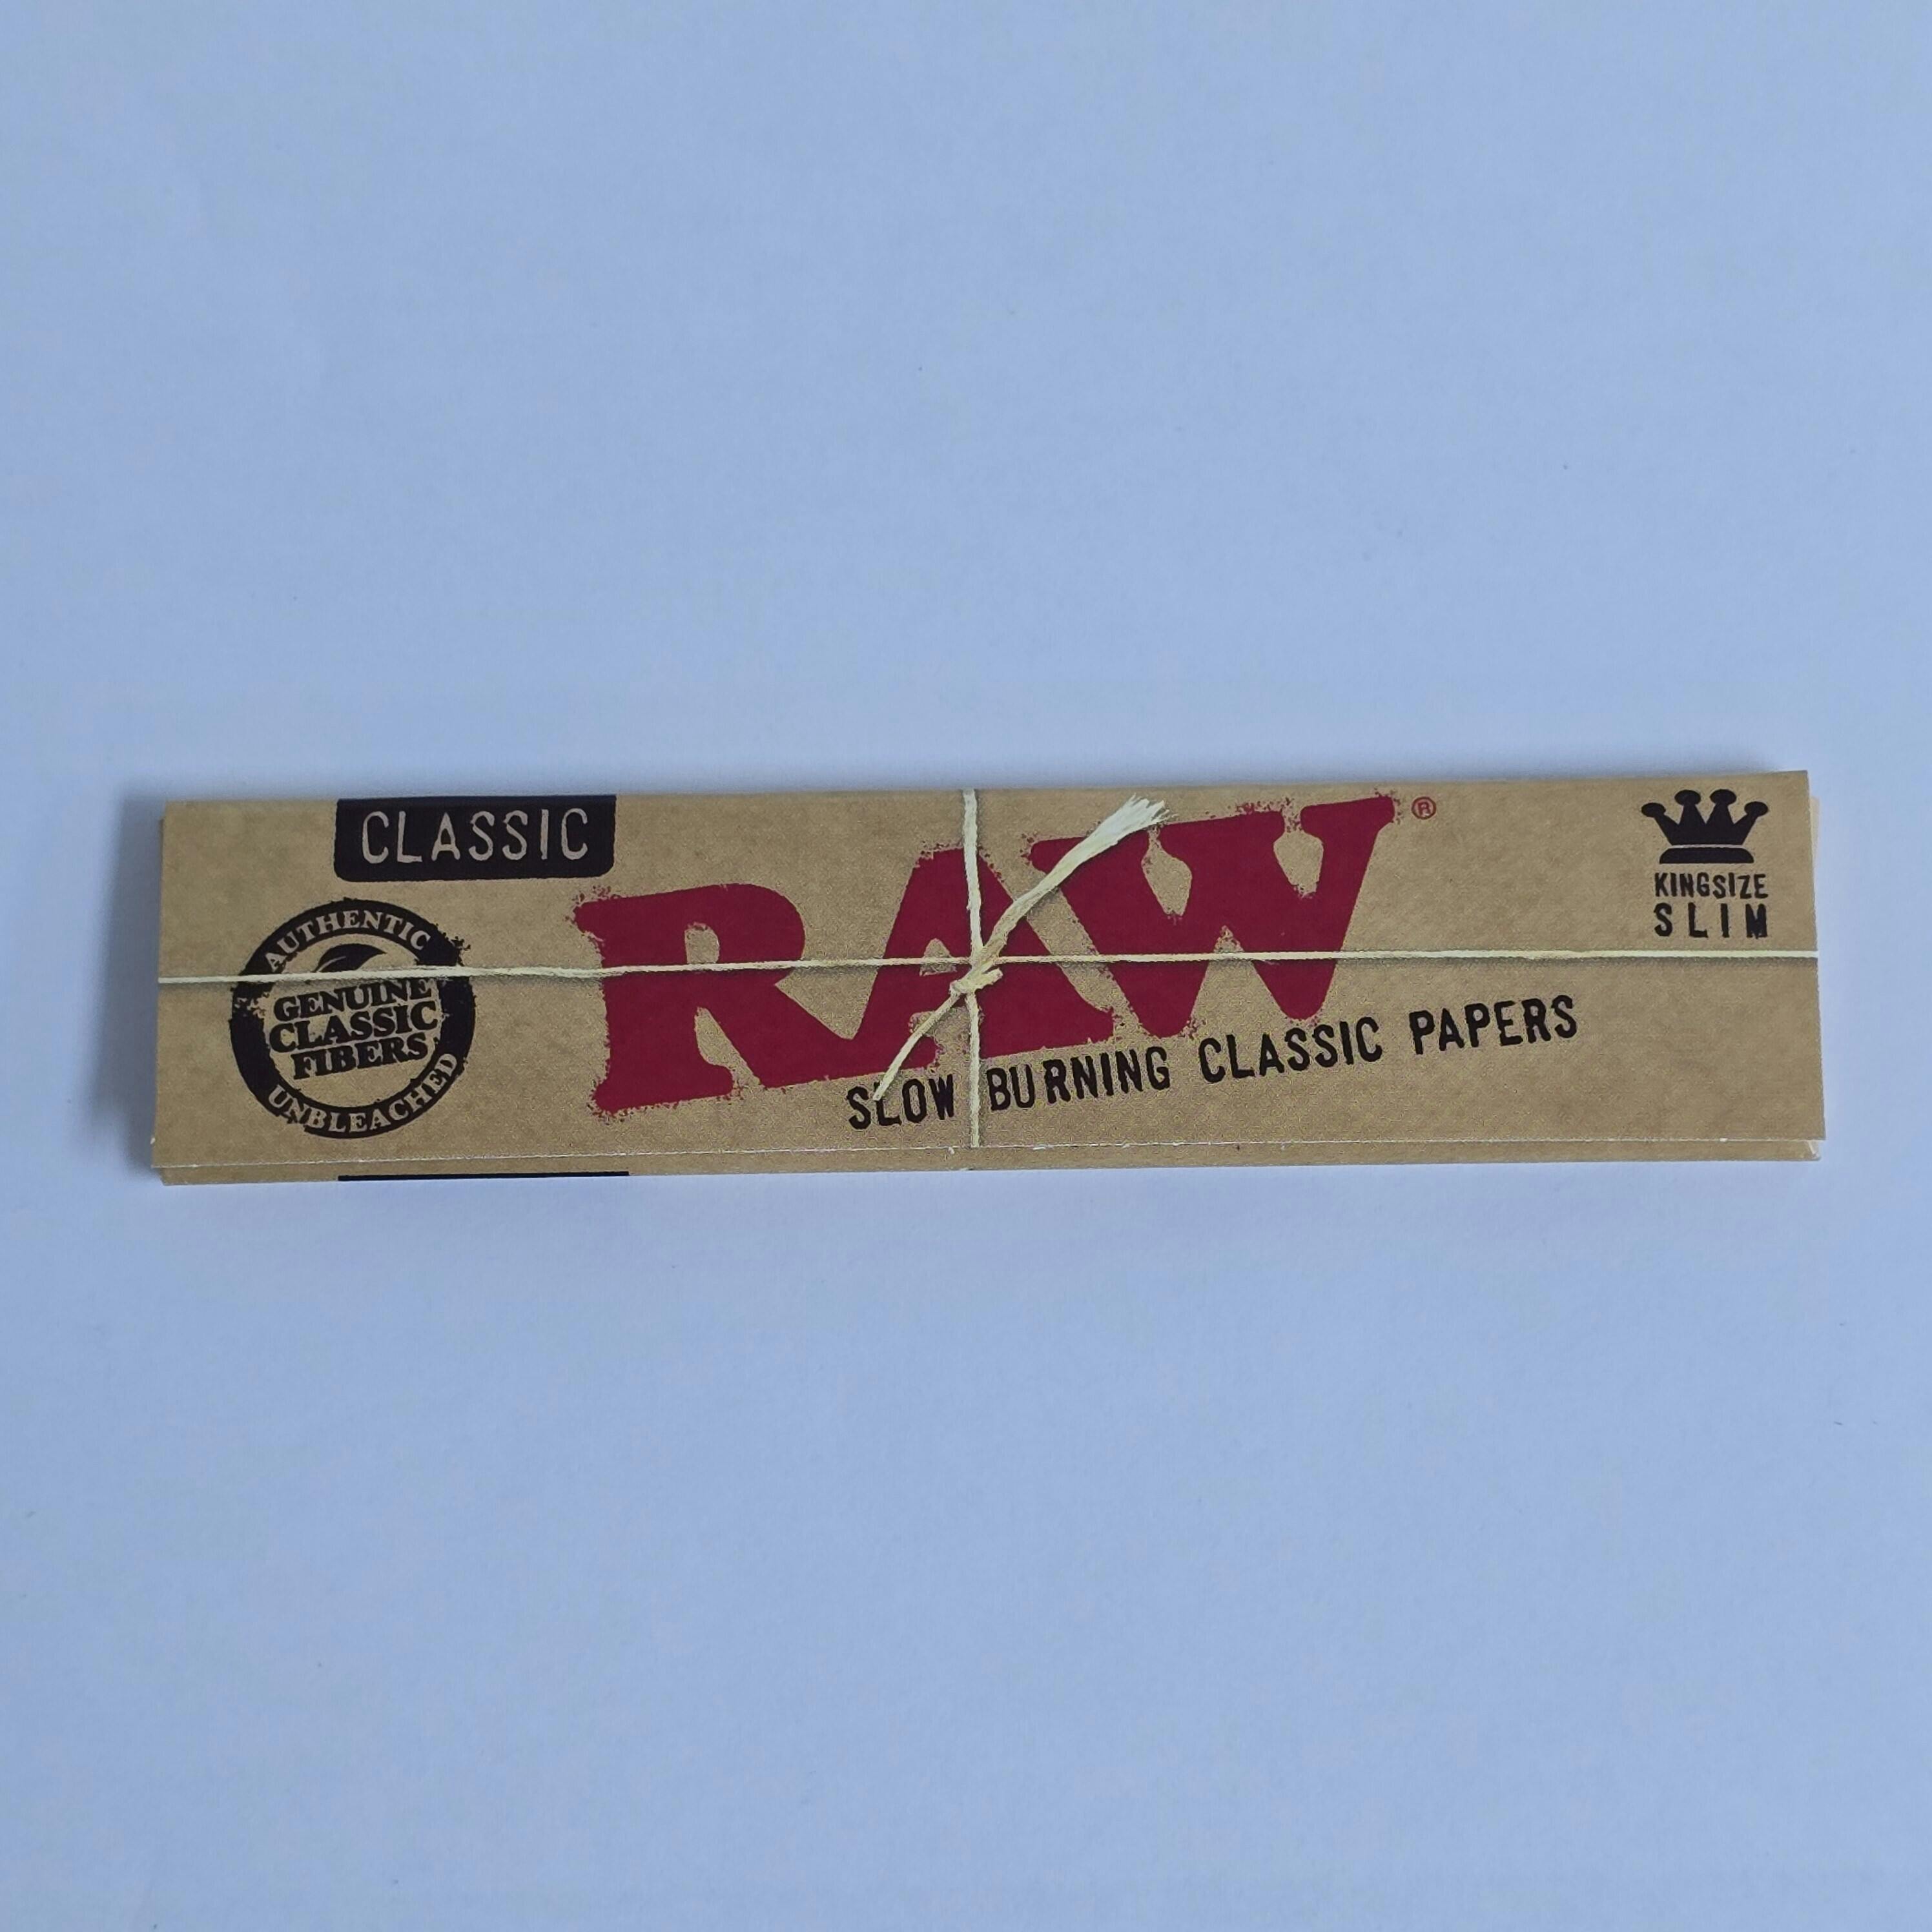 CLASSIC
RAW®
SLOW BURNING CLASSIC PAPERS
AUTHENTIC
GENUINE
CLASSIC
FIBERS
UNBLEACHED
KINGSIZE
SLIM